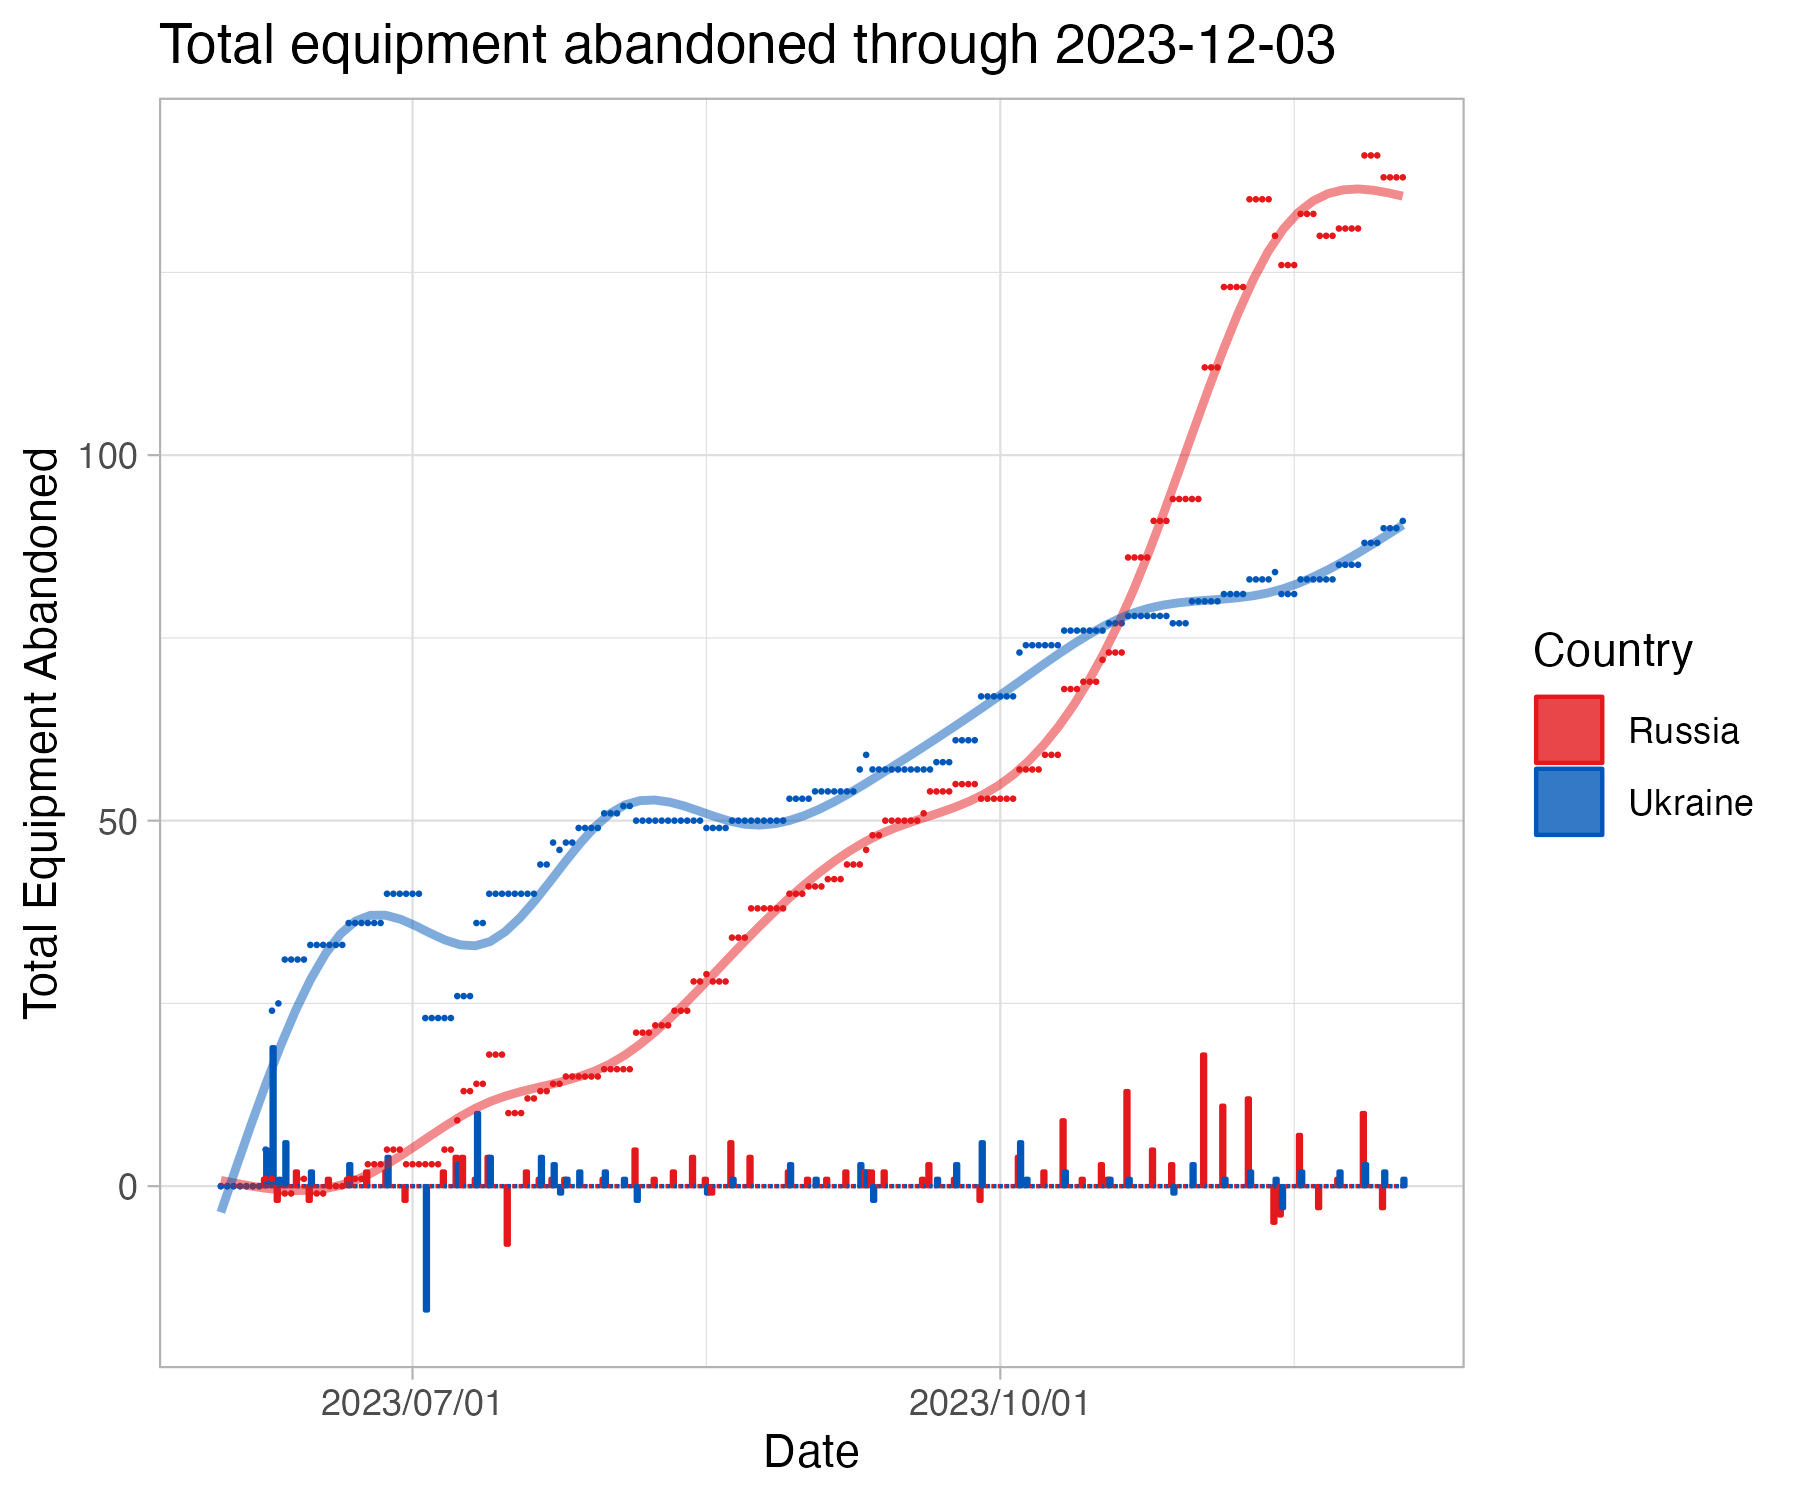 Total equipment abandoned through 2023-12-03
Total Equipment Abandoned
100
50
0
2023/07/01
2023/10/01
Date
Country
Russia
Ukraine